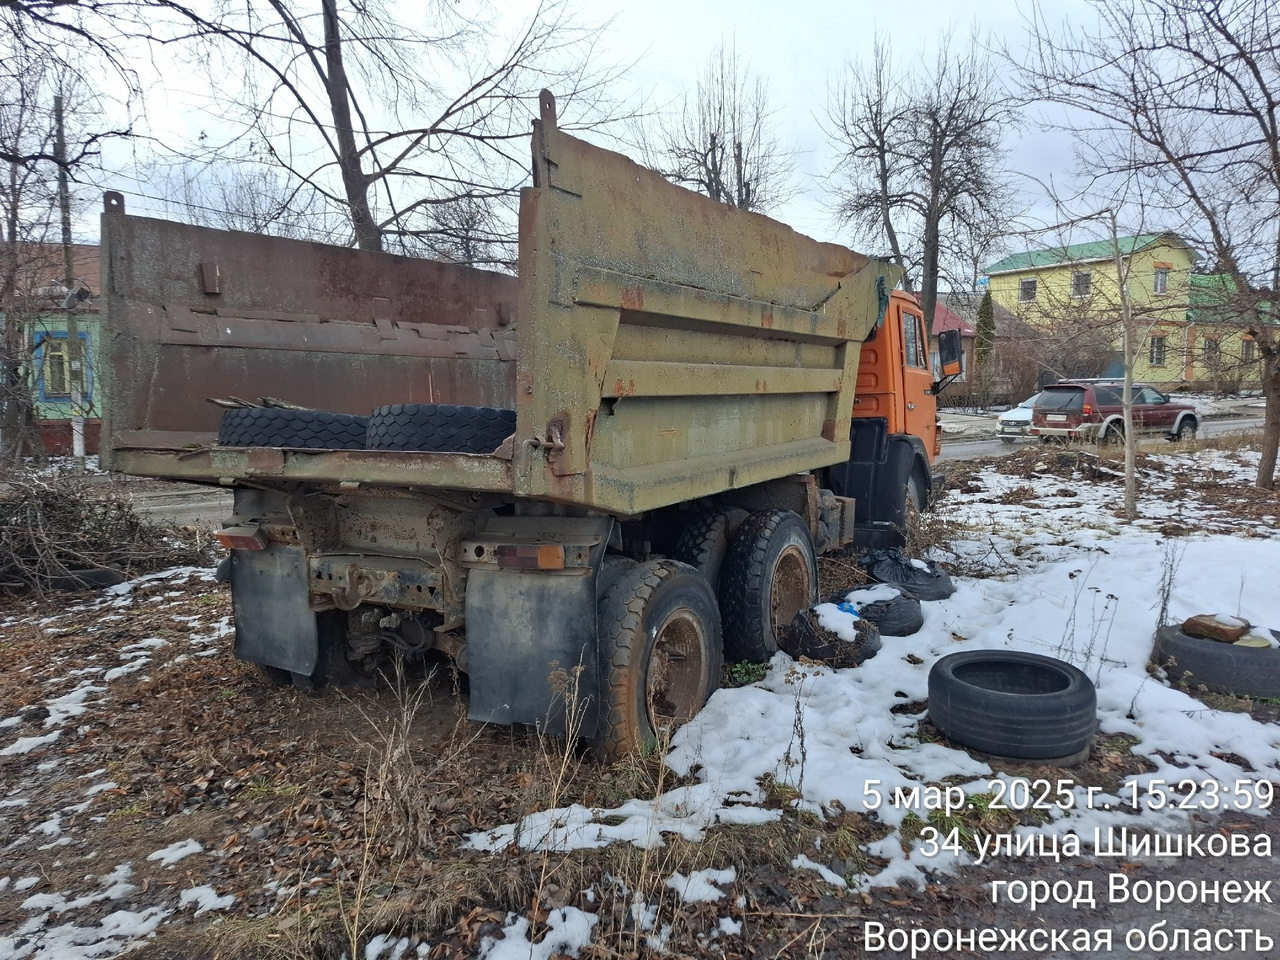 5 мар. 2025 г. 15:23:59
34 улица Шишкова
город Воронеж
Воронежская область